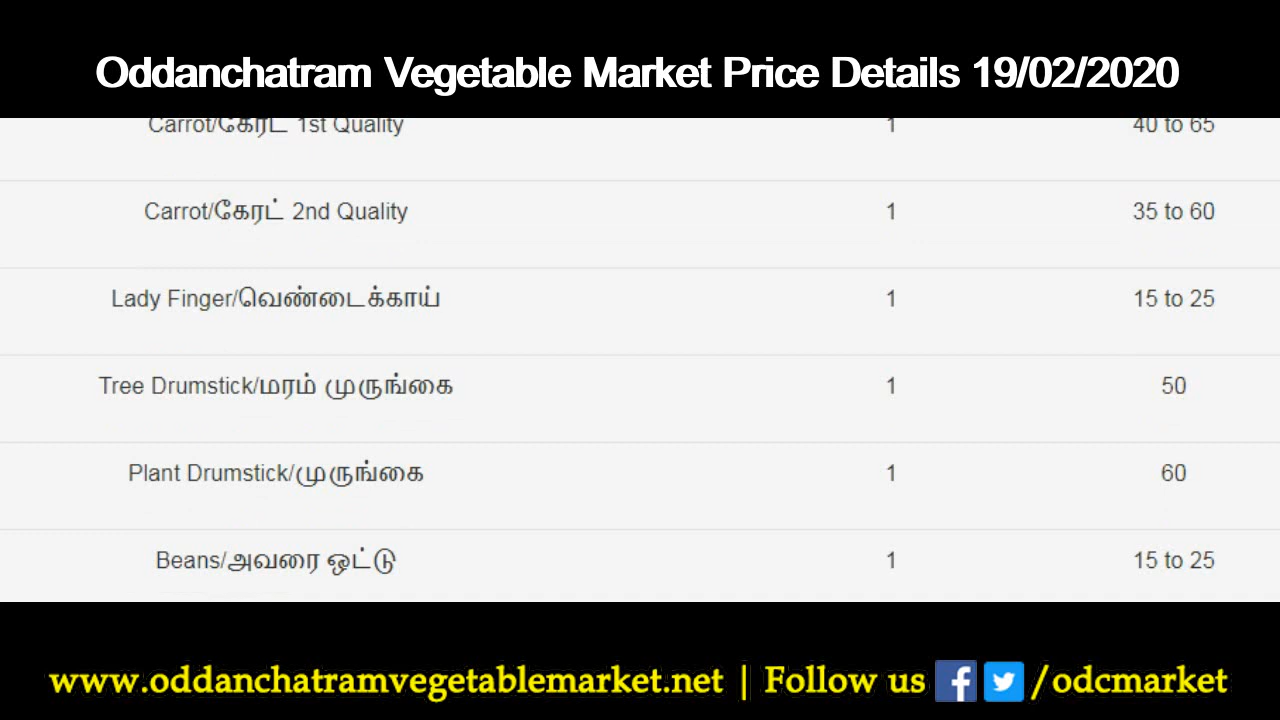 Oddanchatram Vegetable Market Price Details 19/02/2020
Carrot/கேரட் 1st Quality 1 40 to 65
Carrot/கேரட் 2nd Quality 1 35 to 60
Lady Finger/வெண்டைக்காய் 1 15 to 25
Tree Drumstick/மரம் முருங்கை 1 50
Plant Drumstick/முருங்கை 1 60
Beans/அவரை ஒட்டு 1 15 to 25
www.oddanchatramvegetablemarket.net | Follow us /odcmarket